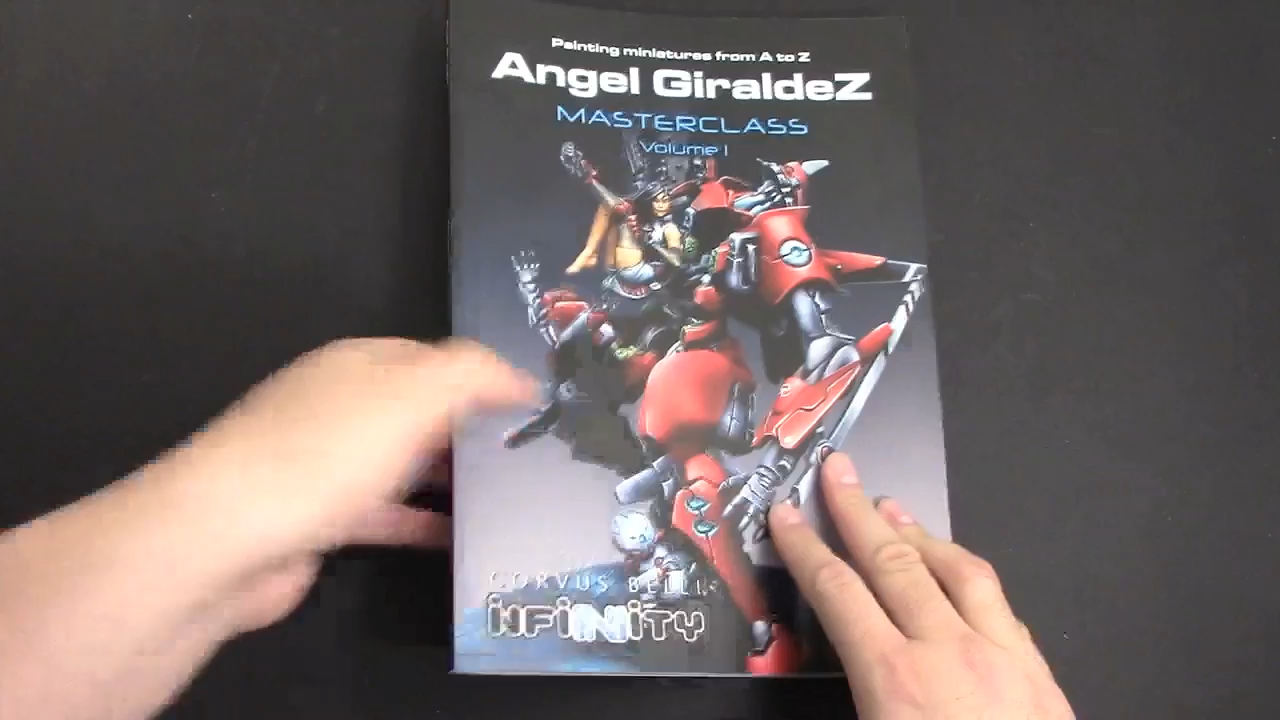 Painting miniatures from A to Z
Angel GiraldeZ
MASTERCLASS
Volume I
CORVUS BELLI
iNFiNiTY